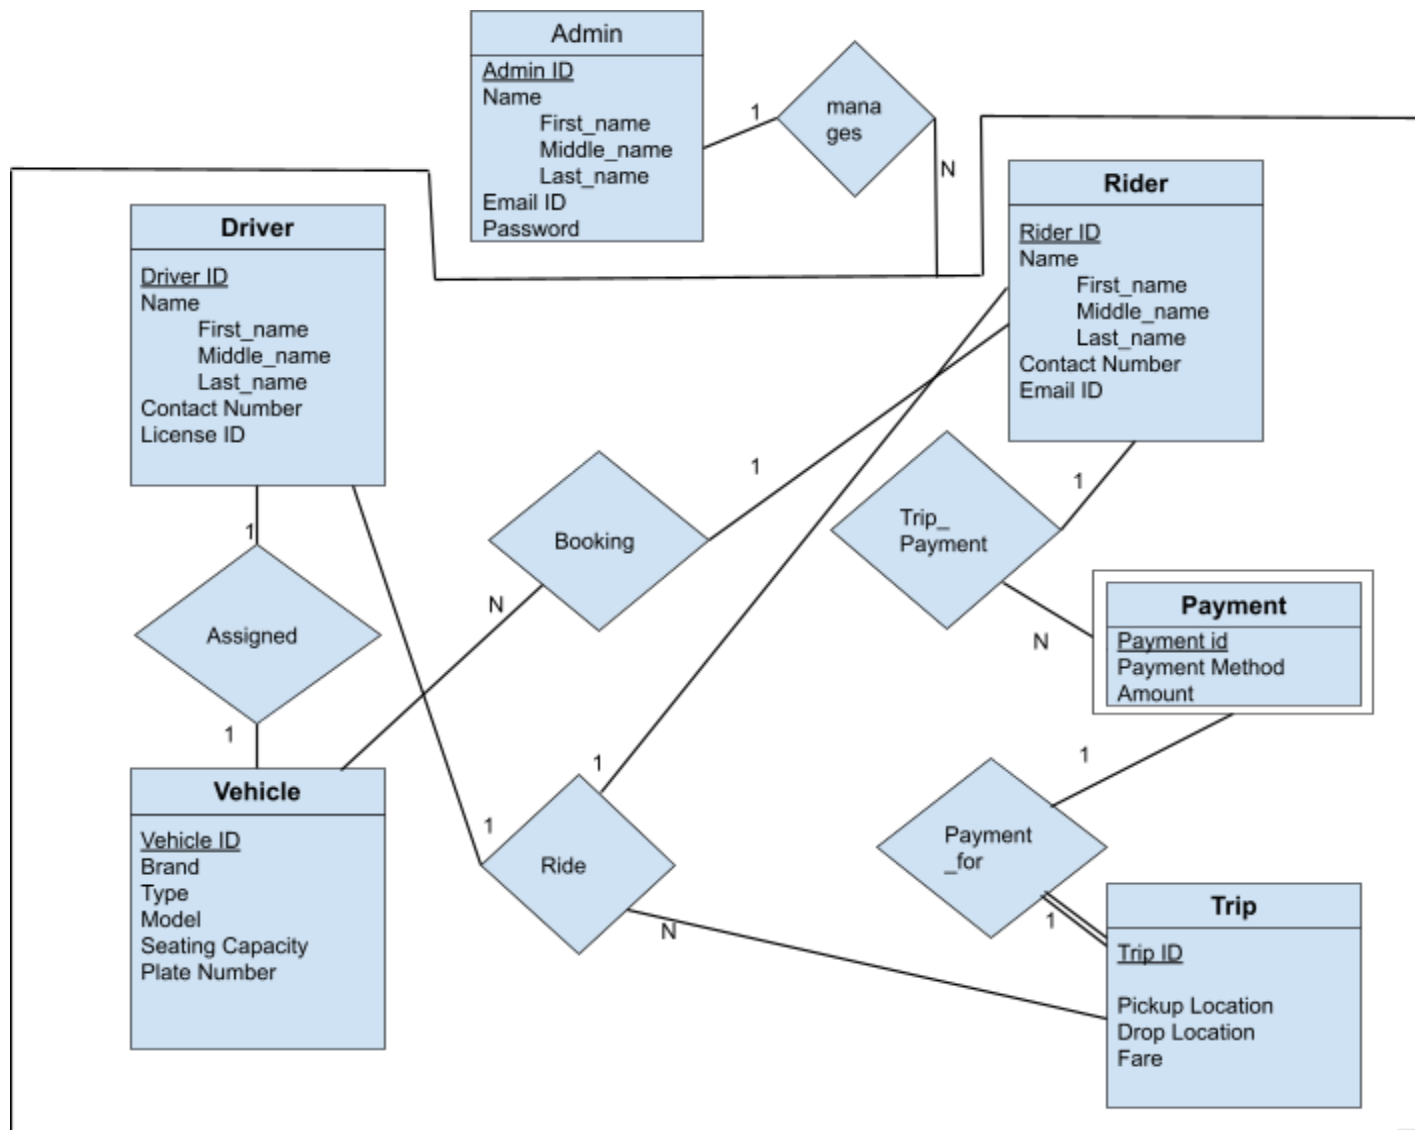 Admin
Admin ID
Name
First_name
Middle_name
Last_name
Email ID
Password
1
mana
ges
N
Driver
Driver ID
Name
First_name
Middle_name
Last_name
Contact Number
License ID
Rider
Rider ID
Name
First_name
Middle_name
Last_name
Contact Number
Email ID
1
Assigned
1
Booking
1
N
Trip_
Payment
1
N
Payment
Payment id
Payment Method
Amount
Vehicle
Vehicle ID
Brand
Type
Model
Seating Capacity
Plate Number
1
1
Ride
N
1
Payment
_for
1
Trip
Trip ID
Pickup Location
Drop Location
Fare